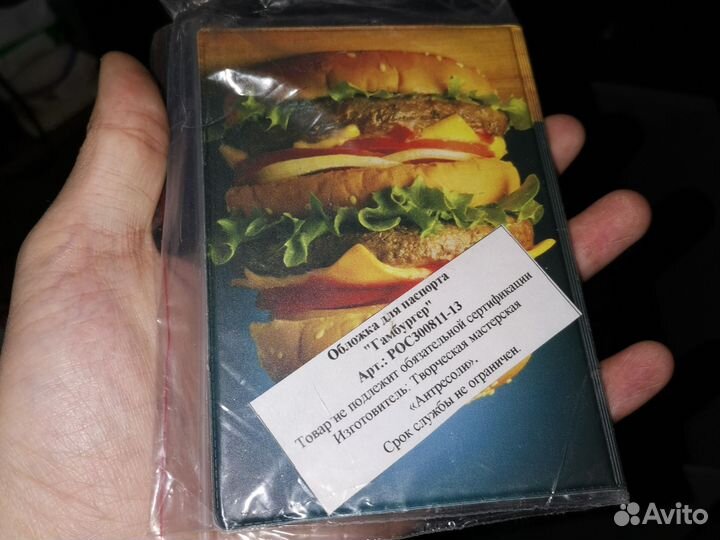 Обложка для паспорта
"Гамбургер"
Арт.: РОС300811-13
Товар не подлежит обязательной сертификации
Изготовитель: Творческая мастерская
«Антресоли».
Срок службы не ограничен.
Avito